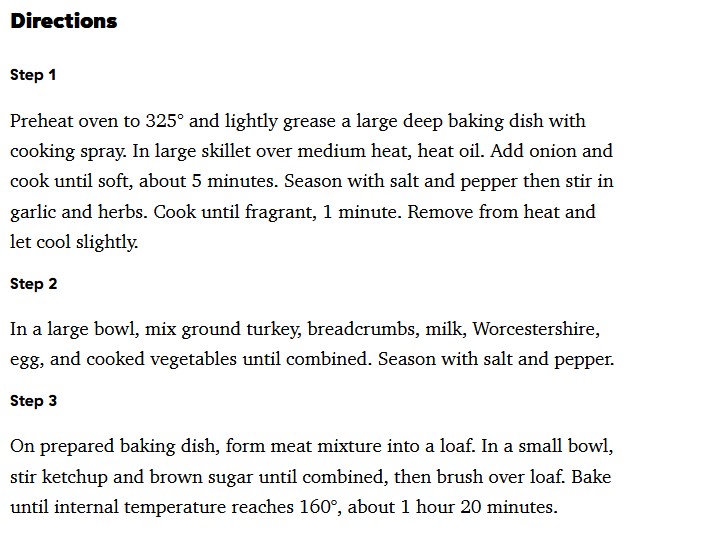 Directions
Step 1
Preheat oven to 325° and lightly grease a large deep baking dish with
cooking spray. In large skillet over medium heat, heat oil. Add onion and
cook until soft, about 5 minutes. Season with salt and pepper then stir in
garlic and herbs. Cook until fragrant, 1 minute. Remove from heat and
let cool slightly.
Step 2
In a large bowl, mix ground turkey, breadcrumbs, milk, Worcestershire,
egg, and cooked vegetables until combined. Season with salt and pepper.
Step 3
On prepared baking dish, form meat mixture into a loaf. In a small bowl,
stir ketchup and brown sugar until combined, then brush over loaf. Bake
until internal temperature reaches 160°, about 1 hour 20 minutes.